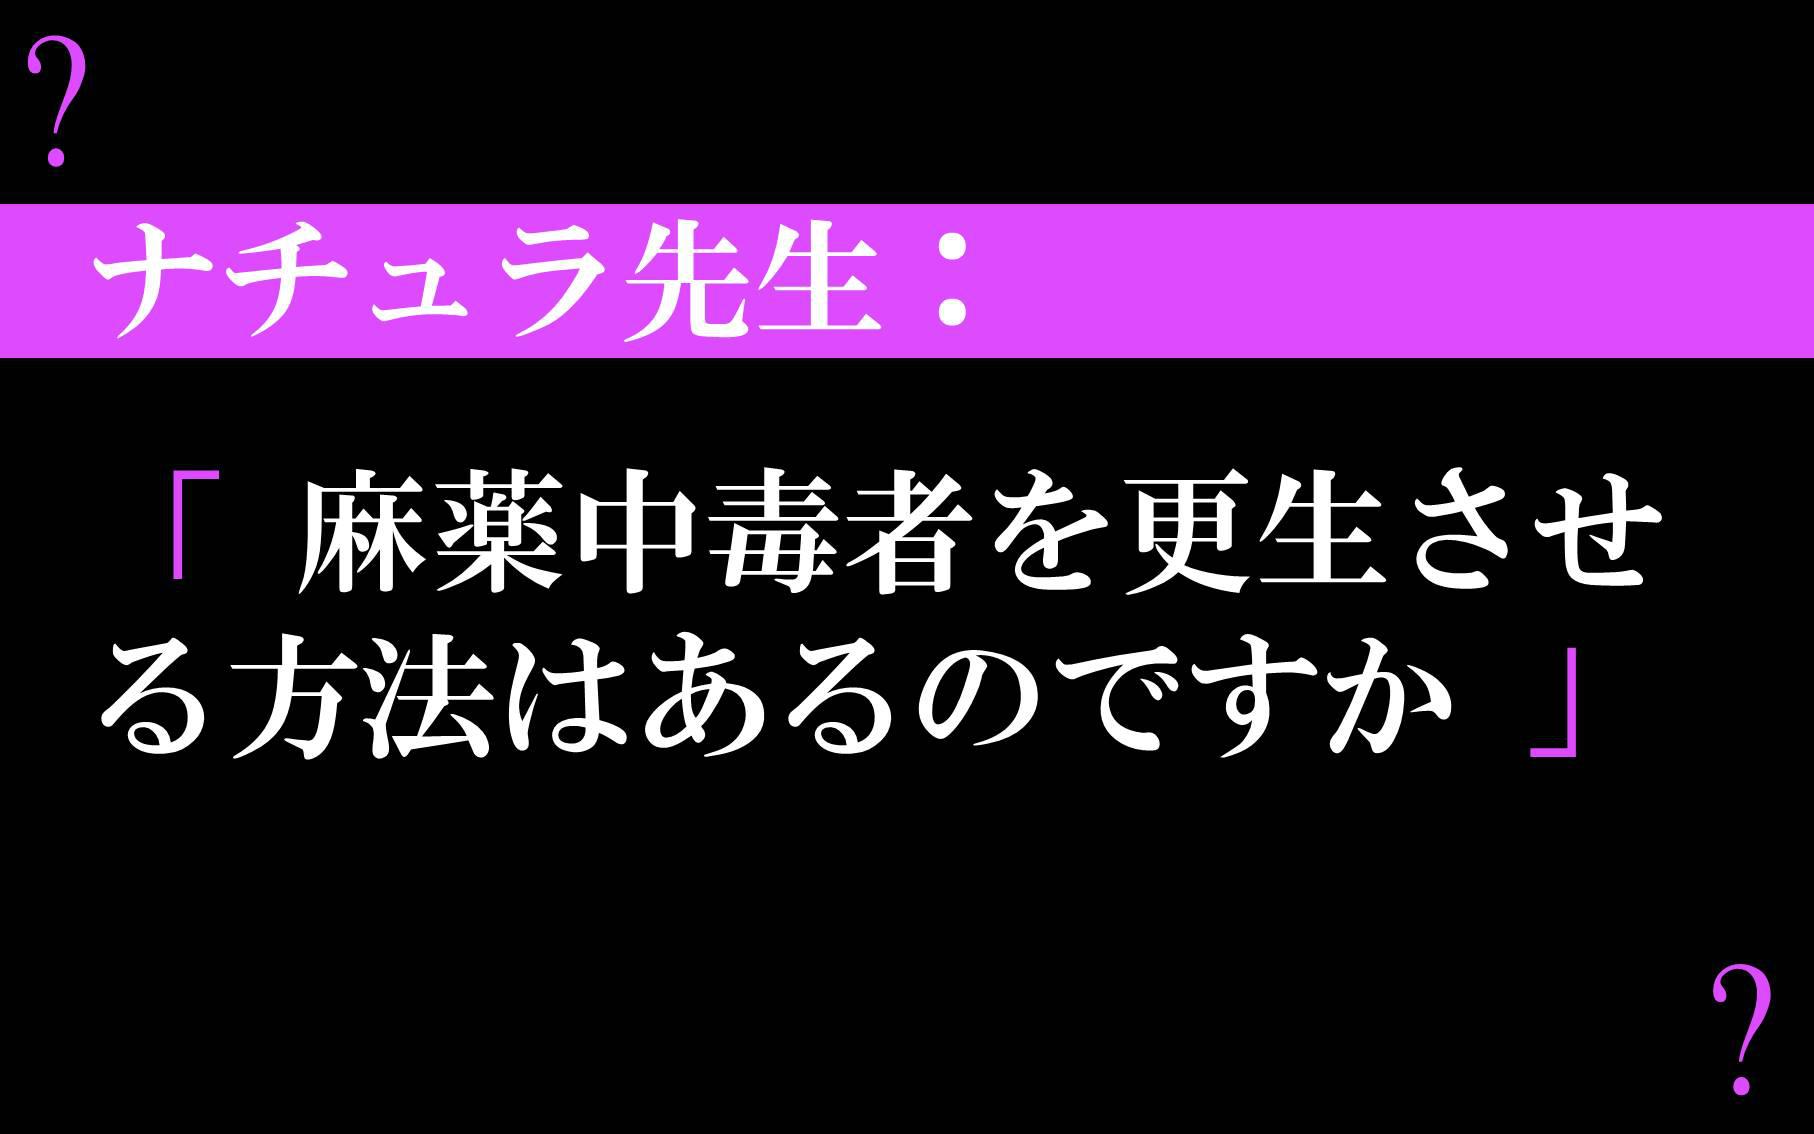 ？
ナチュラ先生：
「 麻薬中毒者を更生させ
る方法はあるのですか 」
？